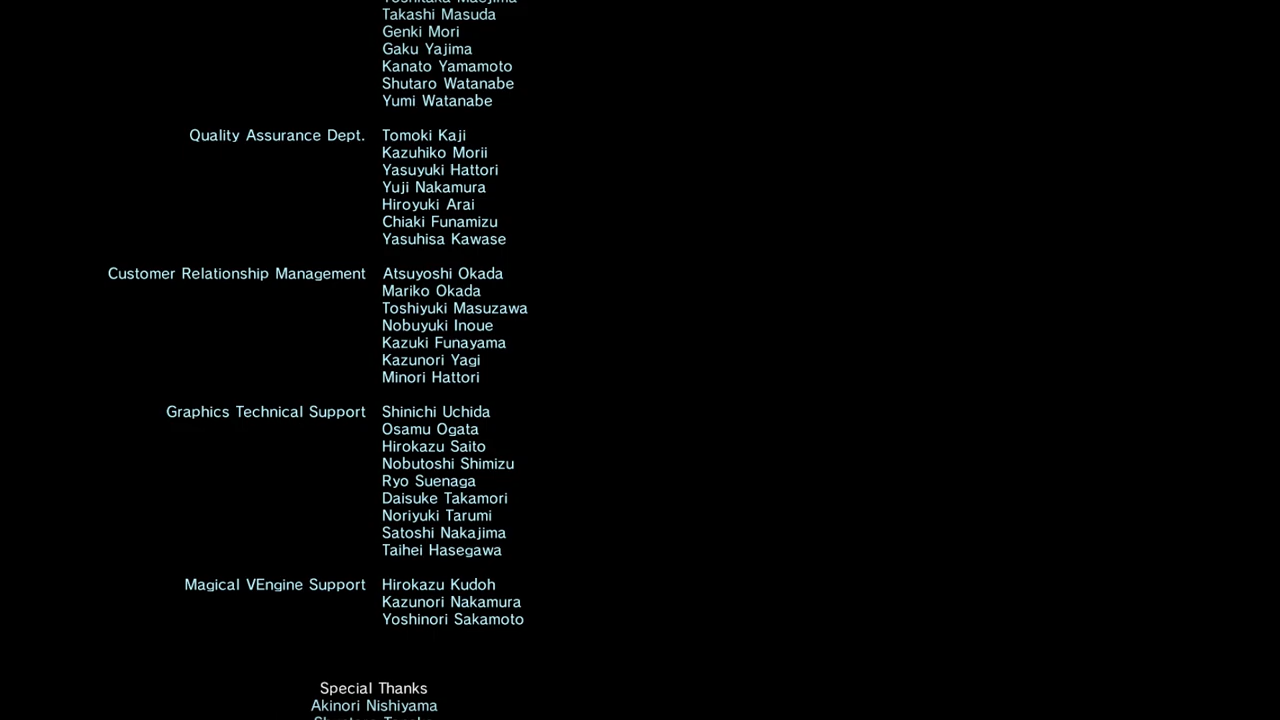 Takashi Masuda
Genki Mori
Gaku Yajima
Kanato Yamamoto
Shutaro Watanabe
Yumi Watanabe
Quality Assurance Dept. Tomoki Kaji
Kazuhiko Morii
Yasuyuki Hattori
Yuji Nakamura
Hiroyuki Arai
Chiaki Funamizu
Yasuhisa Kawase
Customer Relationship Management Atsuyoshi Okada
Mariko Okada
Toshiyuki Masuzawa
Nobuyuki Inoue
Kazuki Funayama
Kazunori Yagi
Minori Hattori
Graphics Technical Support Shinichi Uchida
Osamu Ogata
Hirokazu Saito
Nobutoshi Shimizu
Ryo Suenaga
Daisuke Takamori
Noriyuki Tarumi
Satoshi Nakajima
Taihei Hasegawa
Magical VEngine Support Hirokazu Kudoh
Kazunori Nakamura
Yoshinori Sakamoto
Special Thanks
Akinori Nishiyama